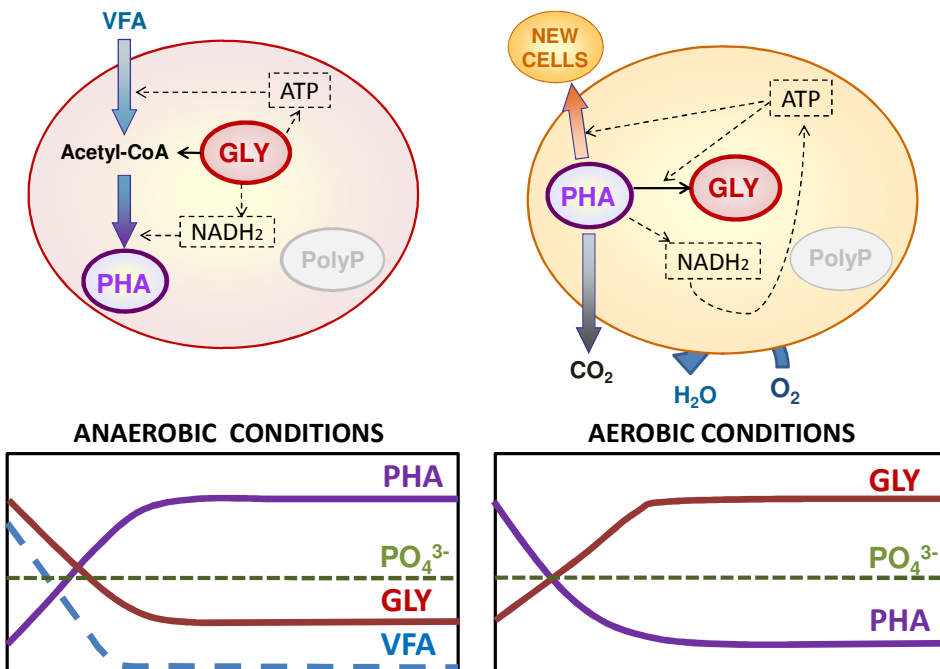 VFA
ATP
Acetyl-CoA
GLY
NADH₂
PolyP
PHA
NEW
CELLS
ATP
PHA
GLY
NADH₂
PolyP
CO₂
H₂O
O₂
ANAEROBIC CONDITIONS
PHA
PO₄³⁻
GLY
VFA
AEROBIC CONDITIONS
GLY
PO₄³⁻
PHA